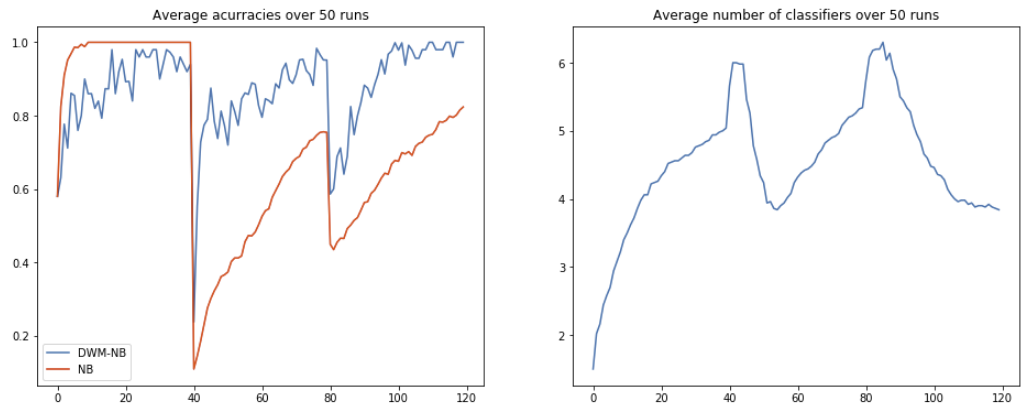 Average acurracies over 50 runs
1.0
0.8
0.6
0.4
0.2
DWM-NB
NB
0 20 40 60 80 100 120
Average number of classifiers over 50 runs
6
5
4
3
2
0 20 40 60 80 100 120